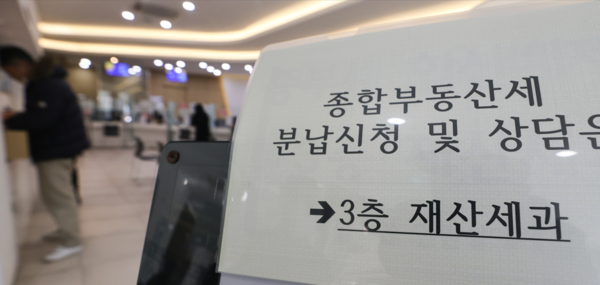 종합부동산세
분납신청 및 상담은
➔3층 재산세과